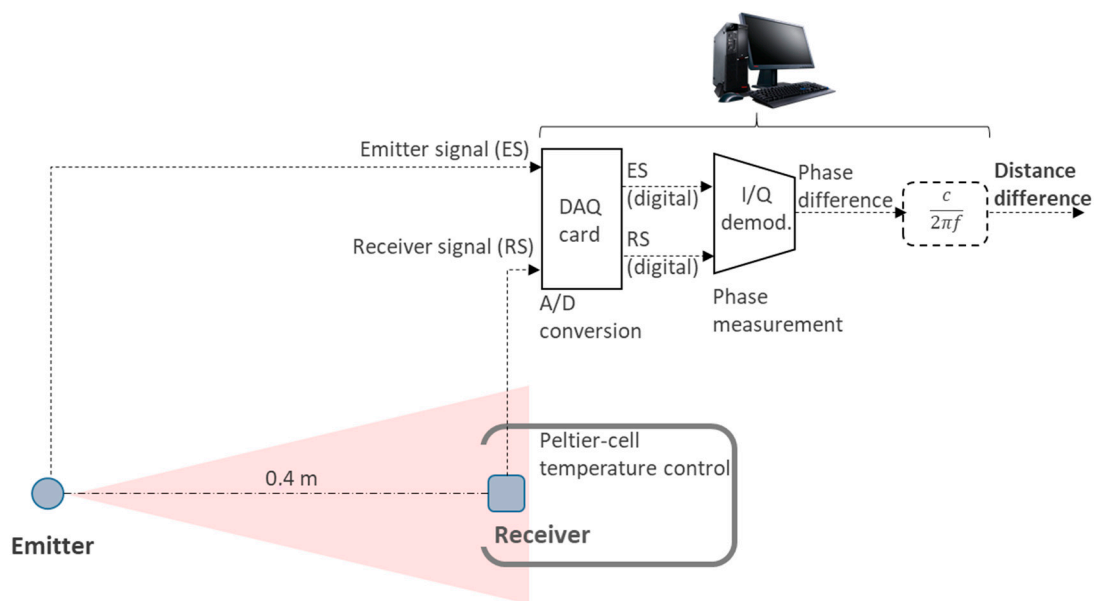 Emitter signal (ES)
Receiver signal (RS)
DAQ
card
A/D
conversion
ES
(digital)
RS
(digital)
I/Q
demod.
Phase
measurement
Phase
difference
c
2πf
Distance
difference
Peltier-cell
temperature control
0.4 m
Receiver
Emitter